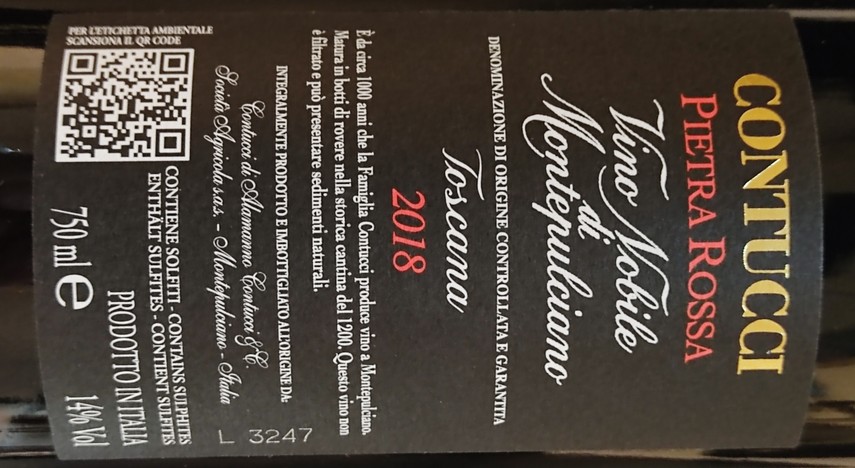 CONTUCCI
PIETRA ROSSA
Vino Nobile
di
Montepulciano
DENOMINAZIONE DI ORIGINE CONTROLLATA E GARANTITA
Toscana
2018
È da circa 1000 anni che la Famiglia Contucci produce vino a Montepulciano.
Matura in botti di rovere nella storica cantina del 1200. Questo vino non
è filtrato e può presentare sedimenti naturali.
INTEGRALMENTE PRODOTTO E IMBOTTIGLIATO ALL'ORIGINE DA:
Contucci di Alamanno Contucci & C.
Società Agricola s.a.s. - Montepulciano - Italia
L 3247
PER L'ETICHETTA AMBIENTALE
SCANSIONA IL QR CODE
CONTIENE SOLFITI - CONTAINS SULPHITES
ENTHÄLT SULFITES - CONTIENT SULFITES
PRODOTTO IN ITALIA
750 ml e 14% Vol